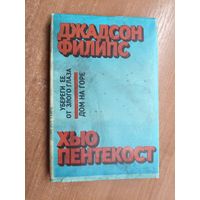 ДЖАДСОН
ФИЛИПС
УБЕРЕГИ ЕЕ
ОТ ЗЛОГО ГЛАЗА
ДОМ НА ГОРЕ
ХЬЮ
ПЕНТЕКОСТ